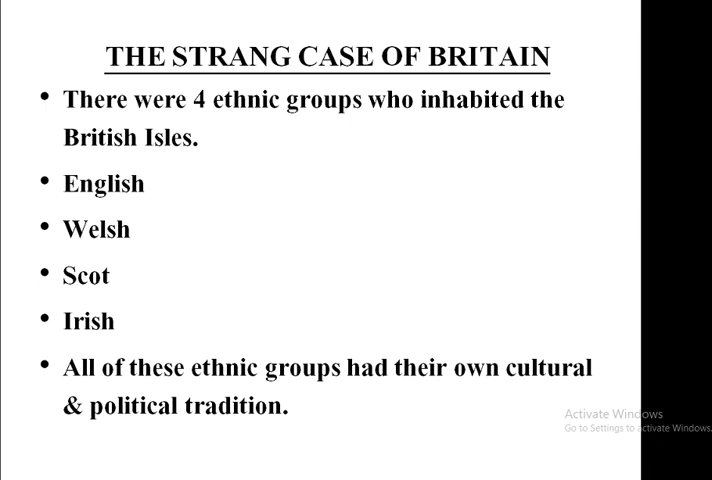 THE STRANG CASE OF BRITAIN
• There were 4 ethnic groups who inhabited the
British Isles.
• English
• Welsh
• Scot
• Irish
• All of these ethnic groups had their own cultural
& political tradition.
Activate Windows
Go to Settings to activate Windows.